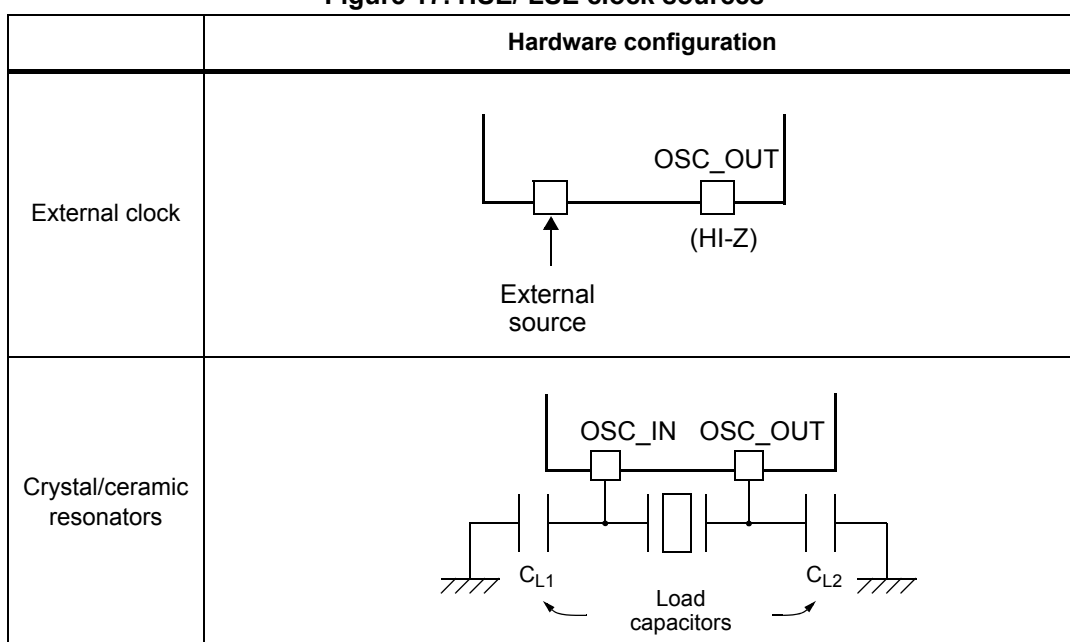 Figure 17. HSE/ LSE clock sources
Hardware configuration
External clock
OSC_OUT
(HI-Z)
External
source
Crystal/ceramic
resonators
OSC_IN OSC_OUT
CL1
CL2
Load
capacitors